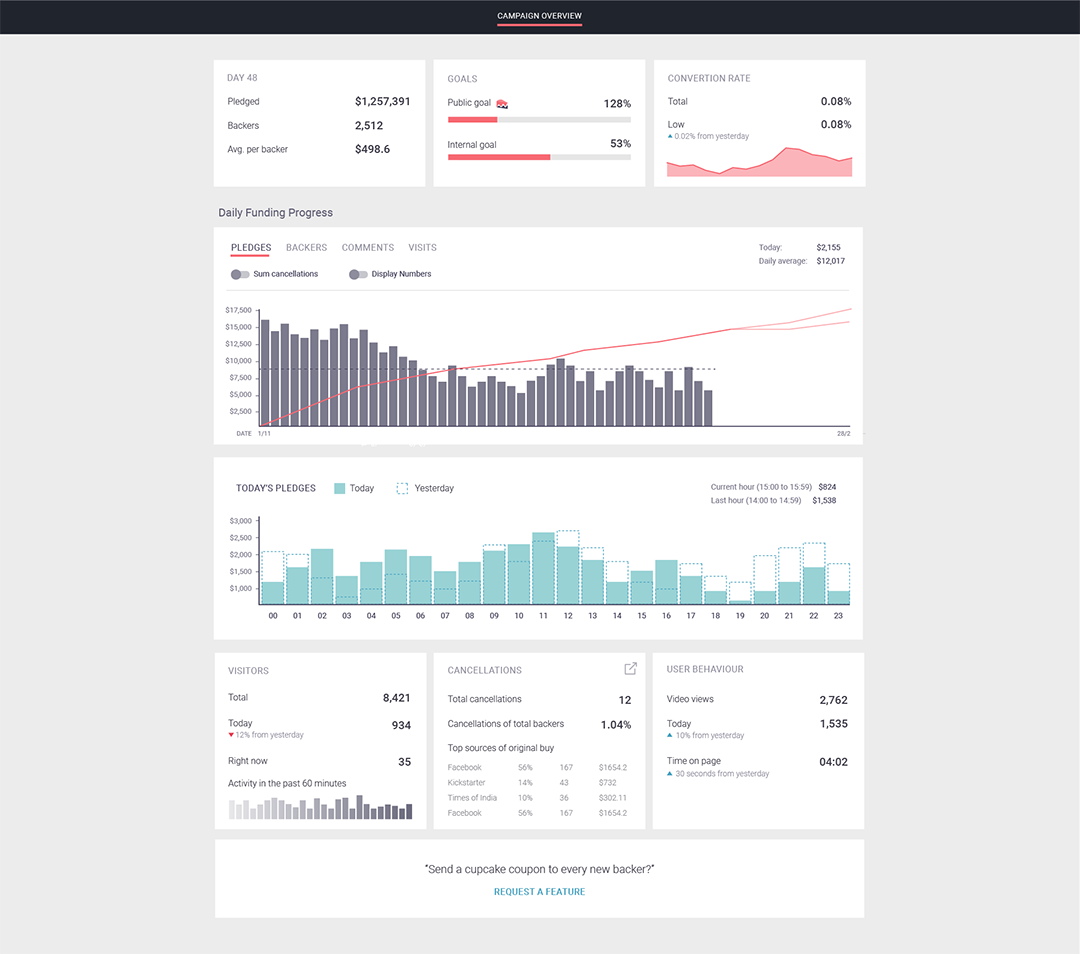 CAMPAIGN OVERVIEW
DAY 48
Pledged $1,257,391
Backers 2,512
Avg. per backer $498.6
GOALS
Public goal 128%
Internal goal 53%
CONVERTION RATE
Total 0.08%
Low 0.08%
0.02% from yesterday
Daily Funding Progress
PLEDGES BACKERS COMMENTS VISITS
Today: $2,155
Daily average: $12,017
Sum cancellations Display Numbers
$17,500
$15,000
$12,500
$10,000
$7,500
$5,000
$2,500
DATE 1/11 28/2
TODAY'S PLEDGES Today Yesterday
Current hour (15:00 to 15:59) $824
Last hour (14:00 to 14:59) $1,538
$3,000
$2,500
$2,000
$1,500
$1,000
00 01 02 03 04 05 06 07 08 09 10 11 12 13 14 15 16 17 18 19 20 21 22 23
VISITORS
Total 8,421
Today 934
12% from yesterday
Right now 35
Activity in the past 60 minutes
CANCELLATIONS
Total cancellations 12
Cancellations of total backers 1.04%
Top sources of original buy
Facebook 56% 167 $1654.2
Kickstarter 14% 43 $732
Times of India 10% 36 $302.11
Facebook 56% 167 $1654.2
USER BEHAVIOUR
Video views 2,762
Today 1,535
10% from yesterday
Time on page 04:02
30 seconds from yesterday
“Send a cupcake coupon to every new backer?”
REQUEST A FEATURE